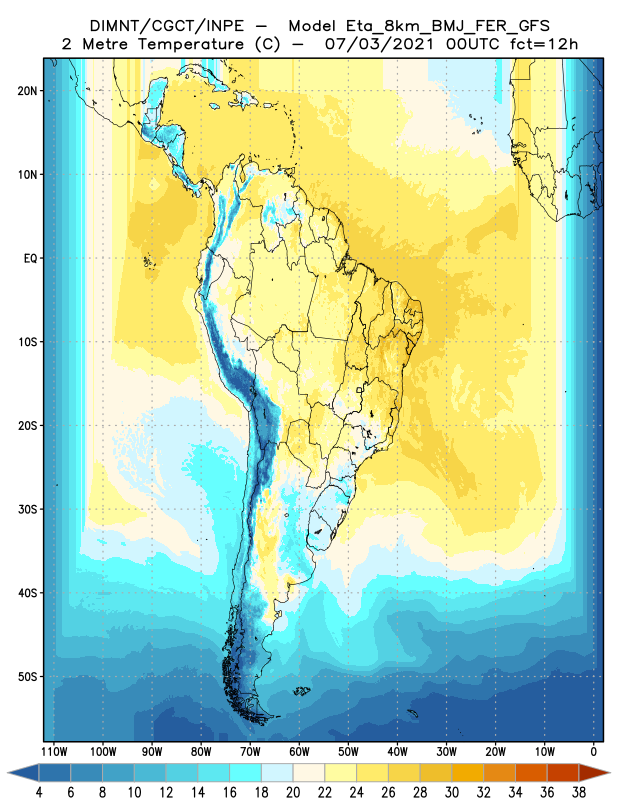 DIMNT/CGCT/INPE –  Model Eta_8km_BMJ_FER_GFS
2 Metre Temperature (C) –  07/03/2021 00UTC fct=12h
20N
10N
EQ
10S
20S
30S
40S
50S
110W 100W 90W 80W 70W 60W 50W 40W 30W 20W 10W 0
4 6 8 10 12 14 16 18 20 22 24 26 28 30 32 34 36 38